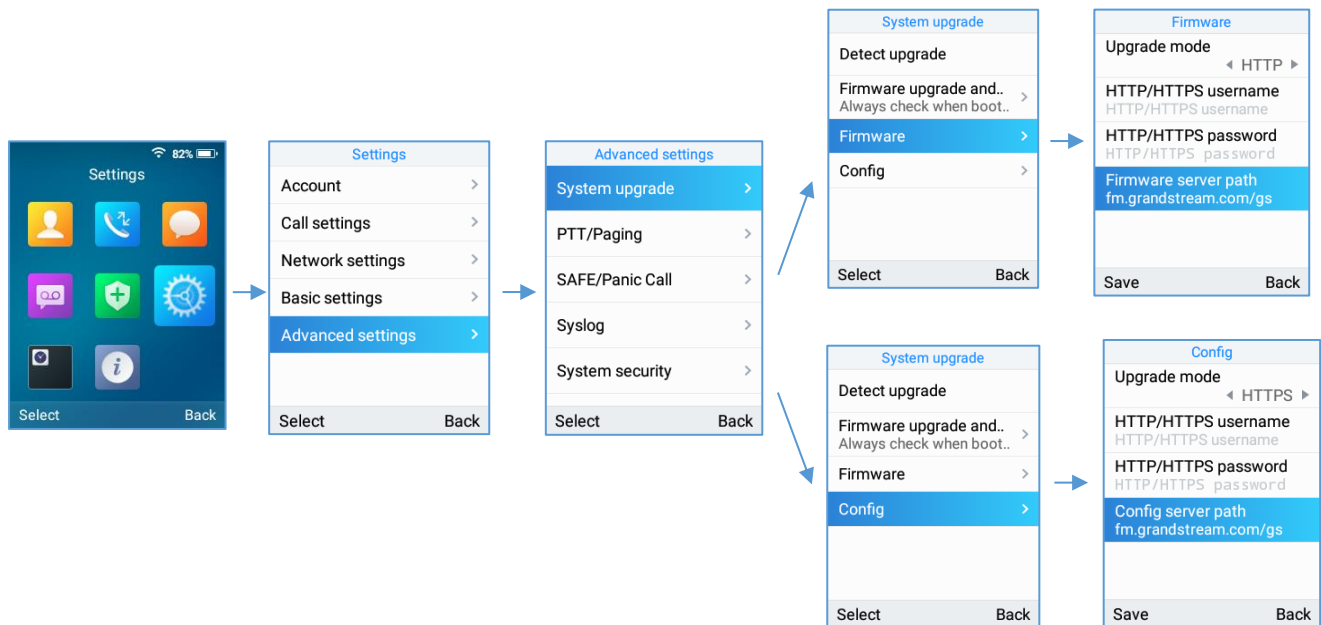 82%
Settings
Select Back
Settings
Account
Call settings
Network settings
Basic settings
Advanced settings
Select Back
Advanced settings
System upgrade
PTT/Paging
SAFE/Panic Call
Syslog
System security
Select Back
System upgrade
Detect upgrade
Firmware upgrade and..
Always check when boot..
Firmware
Config
Select Back
Firmware
Upgrade mode
HTTP
HTTP/HTTPS username
HTTP/HTTPS username
HTTP/HTTPS password
HTTP/HTTPS password
Firmware server path
fm.grandstream.com/gs
Save Back
System upgrade
Detect upgrade
Firmware upgrade and..
Always check when boot..
Firmware
Config
Select Back
Config
Upgrade mode
HTTPS
HTTP/HTTPS username
HTTP/HTTPS username
HTTP/HTTPS password
HTTP/HTTPS password
Config server path
fm.grandstream.com/gs
Save Back